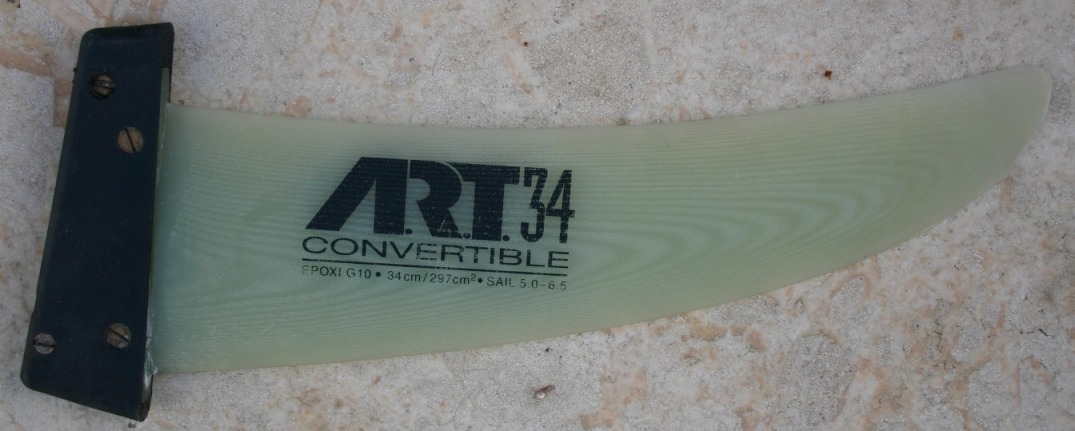 A.R.T. 34
CONVERTIBLE
EPOXI G10 • 34cm/297cm² • SAIL 5.0-6.5